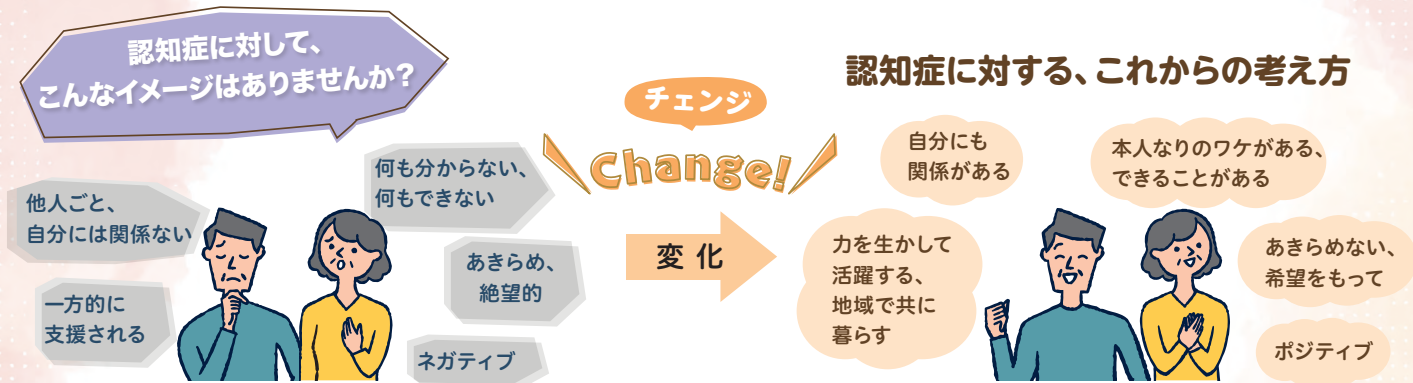 認知症に対して、
こんなイメージはありませんか？
他人ごと、
自分には関係ない
一方的に
支援される
何も分からない、
何もできない
あきらめ、
絶望的
ネガティブ
チェンジ
Change!
変化
認知症に対する、これからの考え方
自分にも
関係がある
本人なりのワケがある、
できることがある
力を生かして
活躍する、
地域で共に
暮らす
あきらめない、
希望をもって
ポジティブ